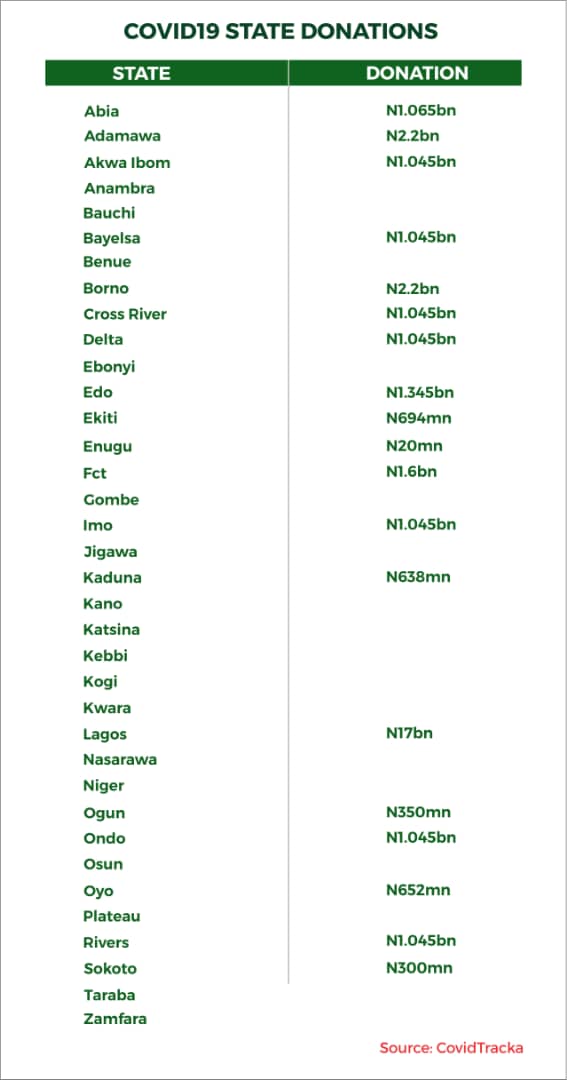 COVID19 STATE DONATIONS
STATE DONATION
Abia N1.065bn
Adamawa N2.2bn
Akwa Ibom N1.045bn
Anambra
Bauchi
Bayelsa N1.045bn
Benue
Borno N2.2bn
Cross River N1.045bn
Delta N1.045bn
Ebonyi
Edo N1.345bn
Ekiti N694mn
Enugu N20mn
Fct N1.6bn
Gombe
Imo N1.045bn
Jigawa
Kaduna N638mn
Kano
Katsina
Kebbi
Kogi
Kwara
Lagos N17bn
Nasarawa
Niger
Ogun N350mn
Ondo N1.045bn
Osun
Oyo N652mn
Plateau
Rivers N1.045bn
Sokoto N300mn
Taraba
Zamfara
Source: CovidTracka